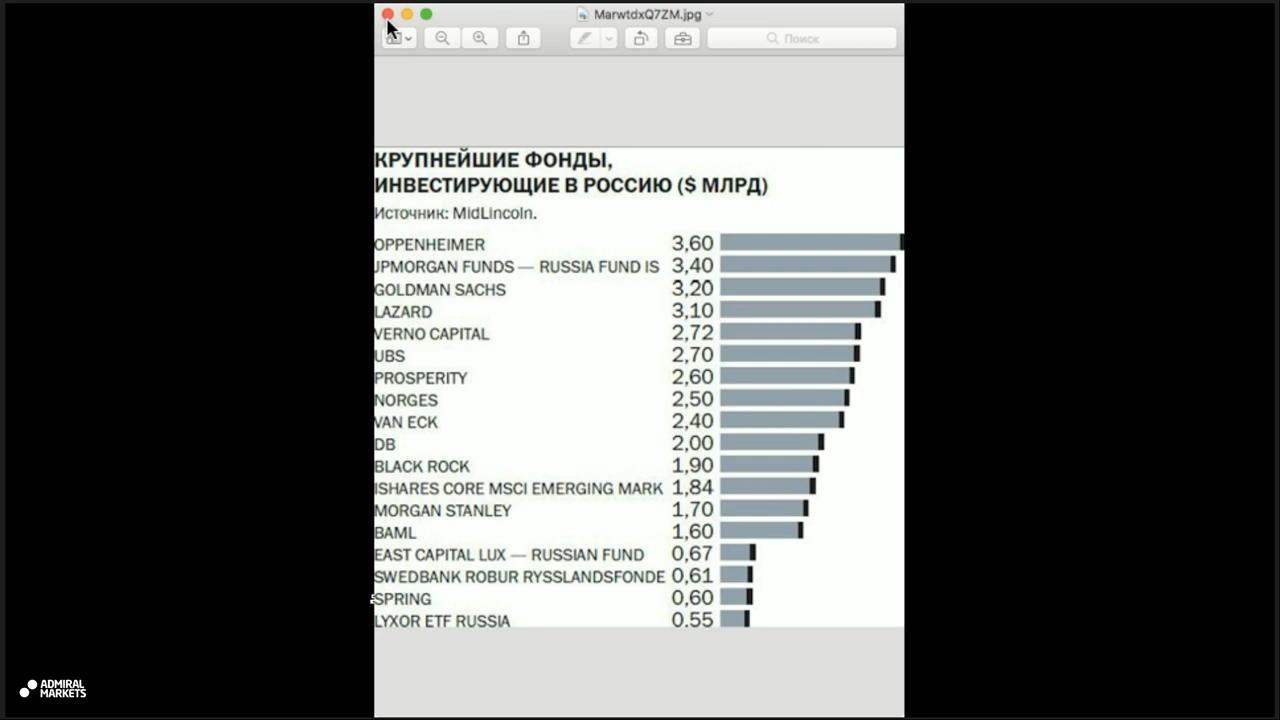 MarwtdxQ7ZM.jpg
Поиск
КРУПНЕЙШИЕ ФОНДЫ,
ИНВЕСТИРУЮЩИЕ В РОССИЮ ($ МЛРД)
Источник: MidLincoln.
OPPENHEIMER 3,60
JPMORGAN FUNDS — RUSSIA FUND IS 3,40
GOLDMAN SACHS 3,20
LAZARD 3,10
VERNO CAPITAL 2,72
UBS 2,70
PROSPERITY 2,60
NORGES 2,50
VAN ECK 2,40
DB 2,00
BLACK ROCK 1,90
ISHARES CORE MSCI EMERGING MARK 1,84
MORGAN STANLEY 1,70
BAML 1,60
EAST CAPITAL LUX — RUSSIAN FUND 0,67
SWEDBANK ROBUR RYSSLANDSFONDE 0,61
SPRING 0,60
LYXOR ETF RUSSIA 0,55
ADMIRAL
MARKETS